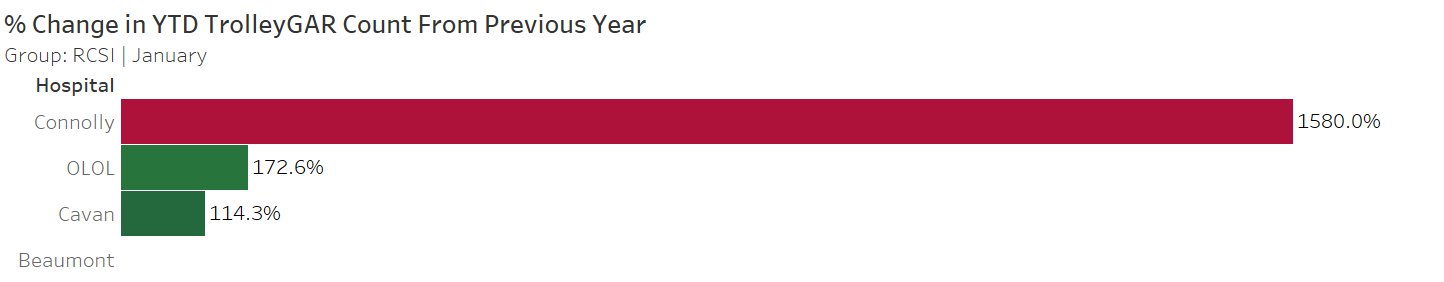 % Change in YTD TrolleyGAR Count From Previous Year
Group: RCSI | January
Hospital
Connolly 1580.0%
OLOL 172.6%
Cavan 114.3%
Beaumont